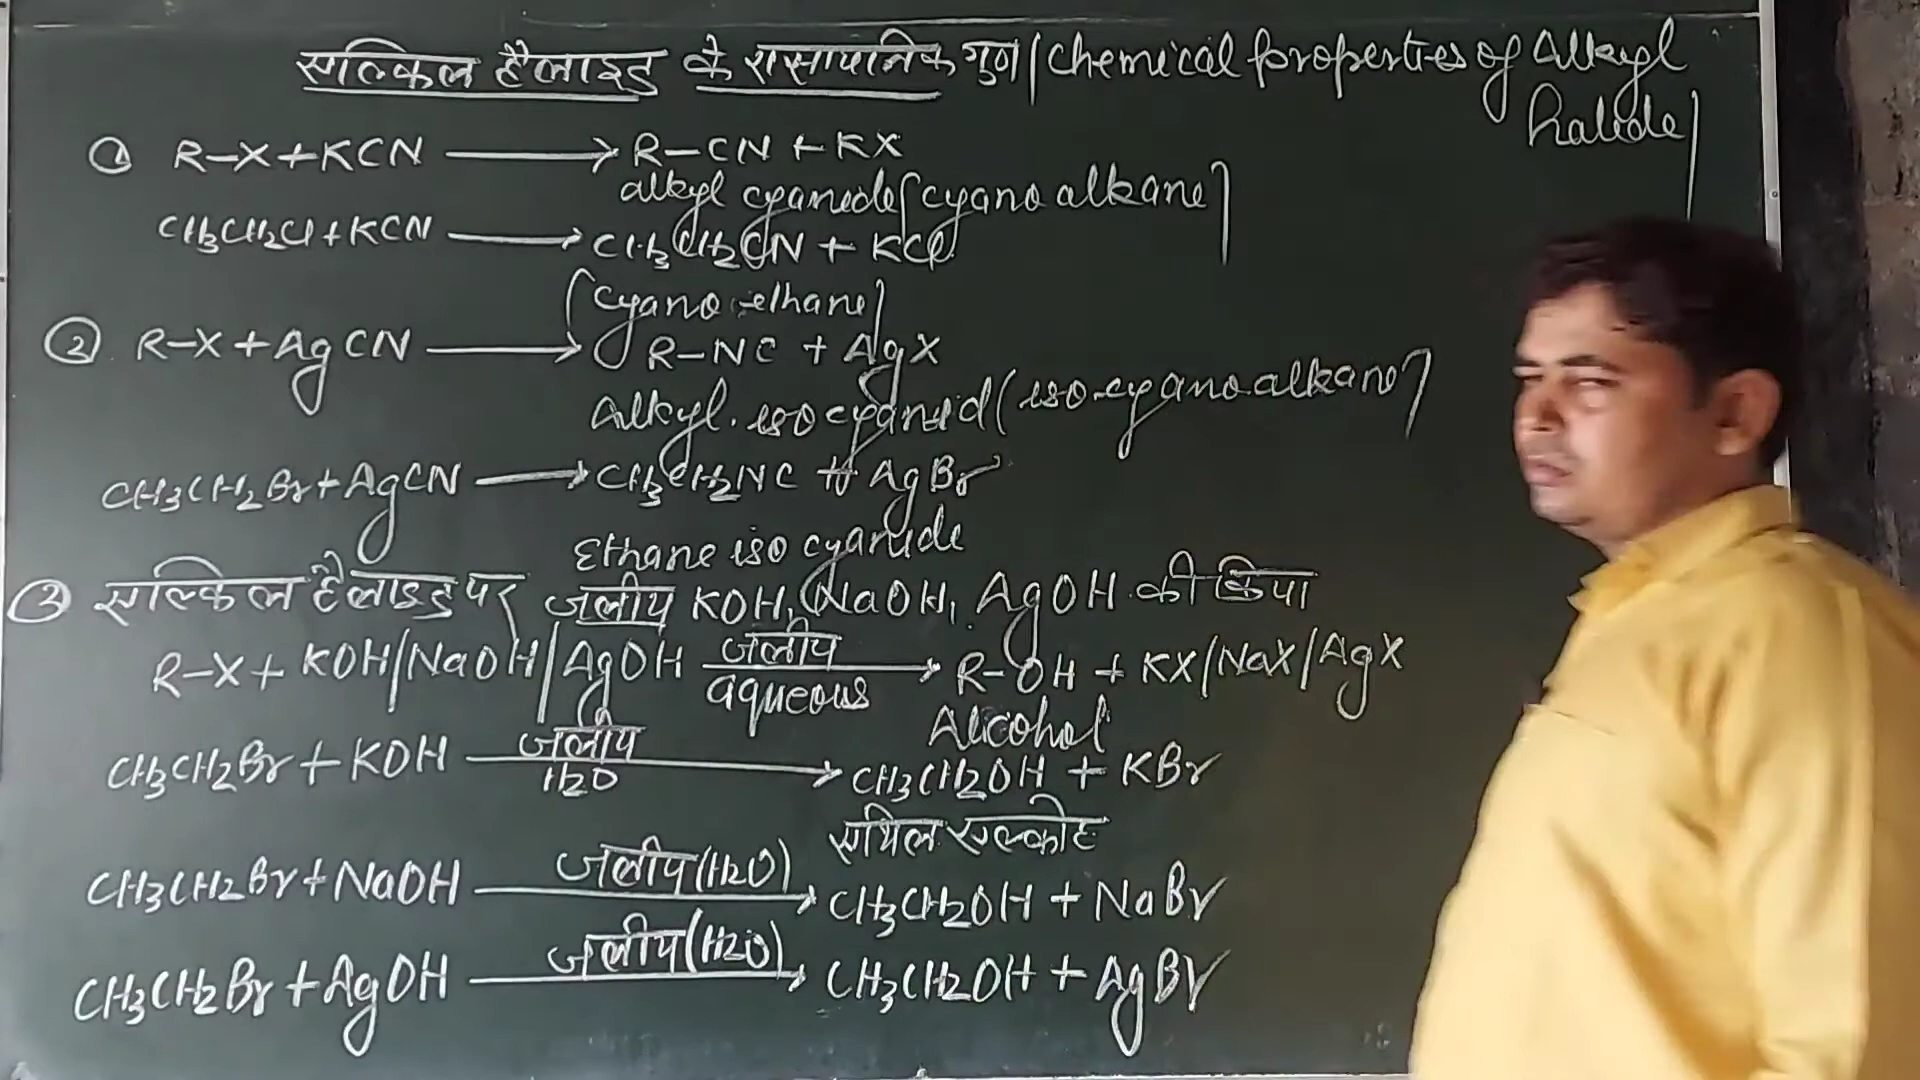 एल्किल हैलाइड के रासायनिक गुण/Chemical properties of Alkyl halide/
① R-X+KCN ⟶ R-CN + KX
alkyl cyanide[cyano alkane]
CH3CH2Cl+KCN ⟶ CH3CH2CN + KCl
[cyano ethane]
② R-X+AgCN ⟶ R-NC + AgX
Alkyl. iso cyanid(iso-cyano alkane)
CH3CH2Br+AgCN ⟶ CH3CH2NC + AgBr
Ethane iso cyanide
③ एल्किल हैलाइड पर जलीय KOH, NaOH, AgOH की क्रिया
R-X+ KOH/NaOH/AgOH जलीय ⟶ R-OH + KX/NaX/AgX
aqueous
Alcohol
CH3CH2Br+KOH जलीय ⟶ CH3CH2OH + KBr
H2O
एथिल एल्कोह
CH3CH2Br+NaOH जलीय(H2O) ⟶ CH3CH2OH + NaBr
CH3CH2Br+AgOH जलीय(H2O) ⟶ CH3CH2OH + AgBr